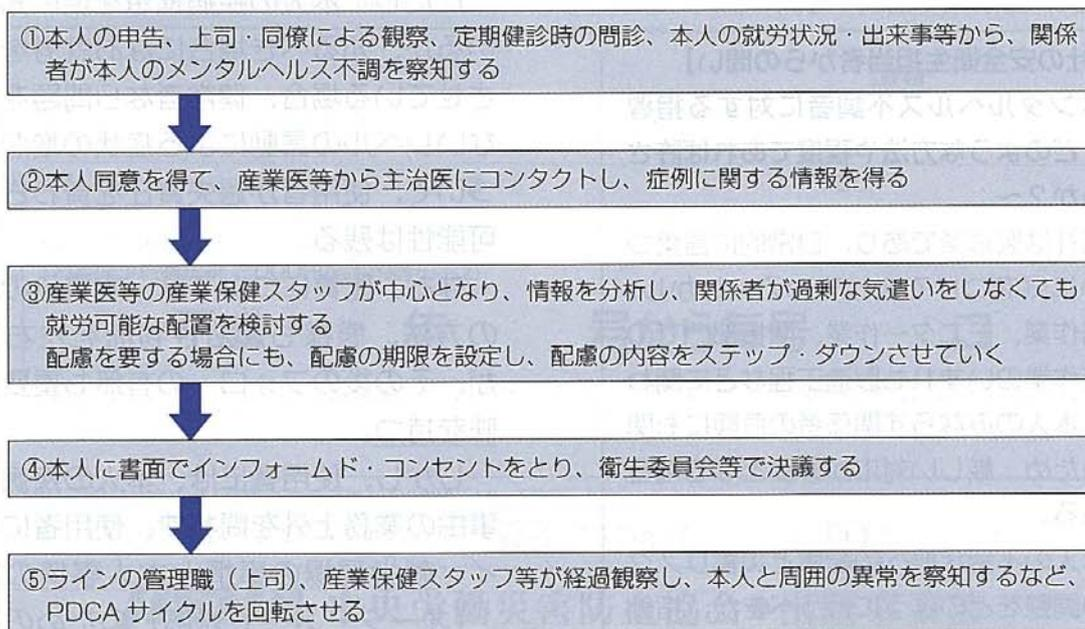 ①本人の申告、上司・同僚による観察、定期健診時の問診、本人の就労状況・出来事等から、関係
者が本人のメンタルヘルス不調を察知する
②本人同意を得て、産業医等から主治医にコンタクトし、症例に関する情報を得る
③産業医等の産業保健スタッフが中心となり、情報を分析し、関係者が過剰な気遣いをしなくても
就労可能な配置を検討する
配慮を要する場合にも、配慮の期限を設定し、配慮の内容をステップ・ダウンさせていく
④本人に書面でインフォームド・コンセントをとり、衛生委員会等で決議する
⑤ラインの管理職（上司）、産業保健スタッフ等が経過観察し、本人と周囲の異常を察知するなど、
PDCA サイクルを回転させる